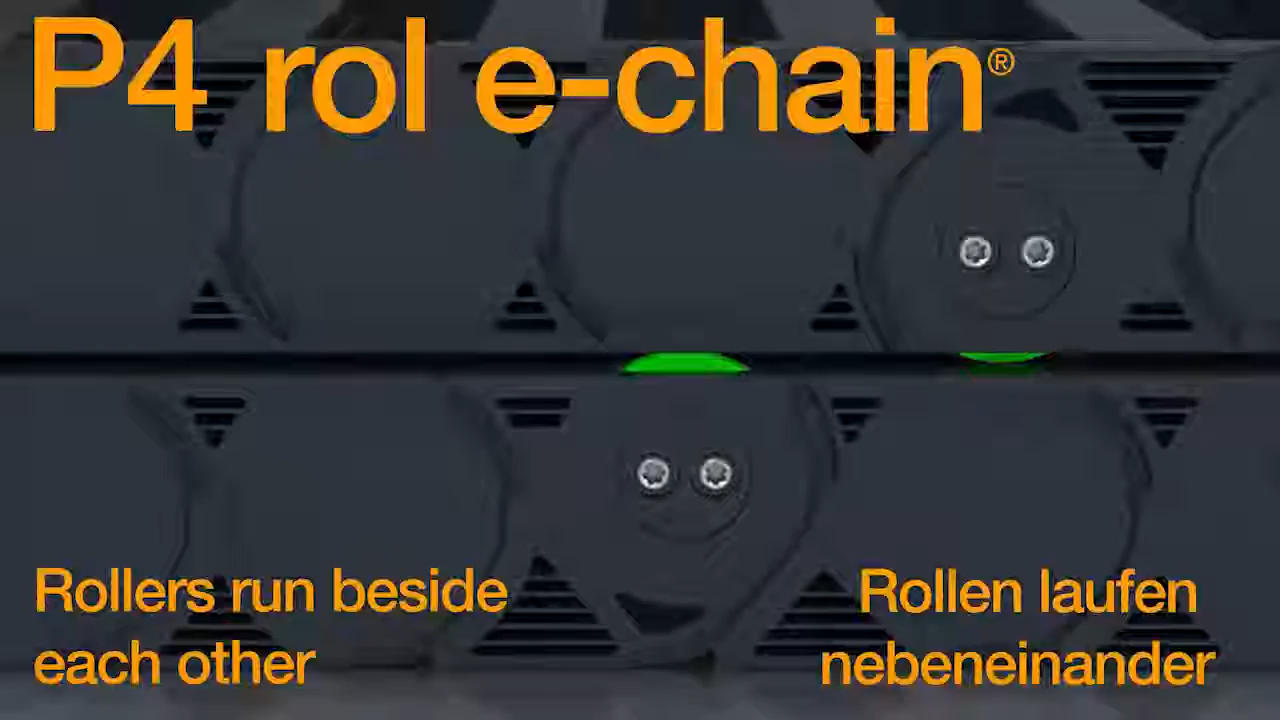 P4 rol e-chain®
Rollers run beside
each other
Rollen laufen
nebeneinander